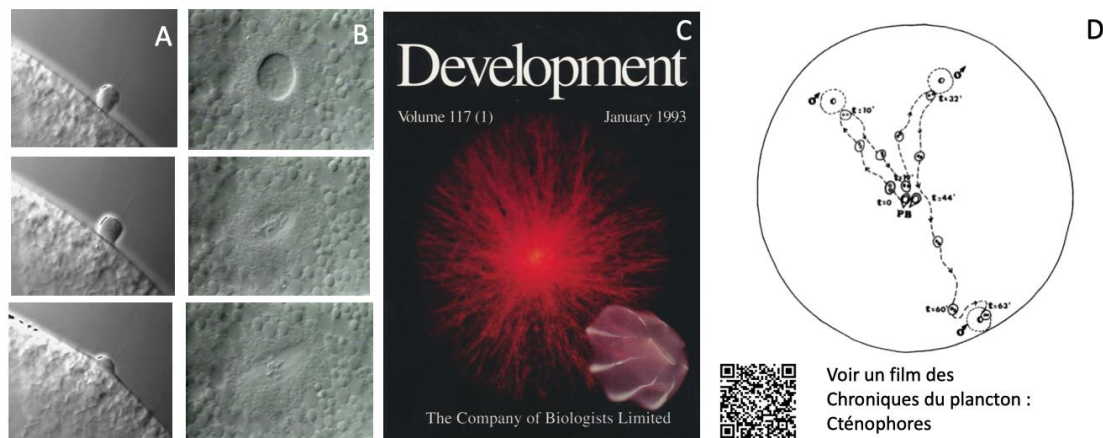 A
B
C
Development
Volume 117 (1) January 1993
The Company of Biologists Limited
D
♂
t=10'
♂
t=32'
t=0
PB
t=44'
t=60'
t=63'
♂
Voir un film des
Chroniques du plancton :
Cténophores